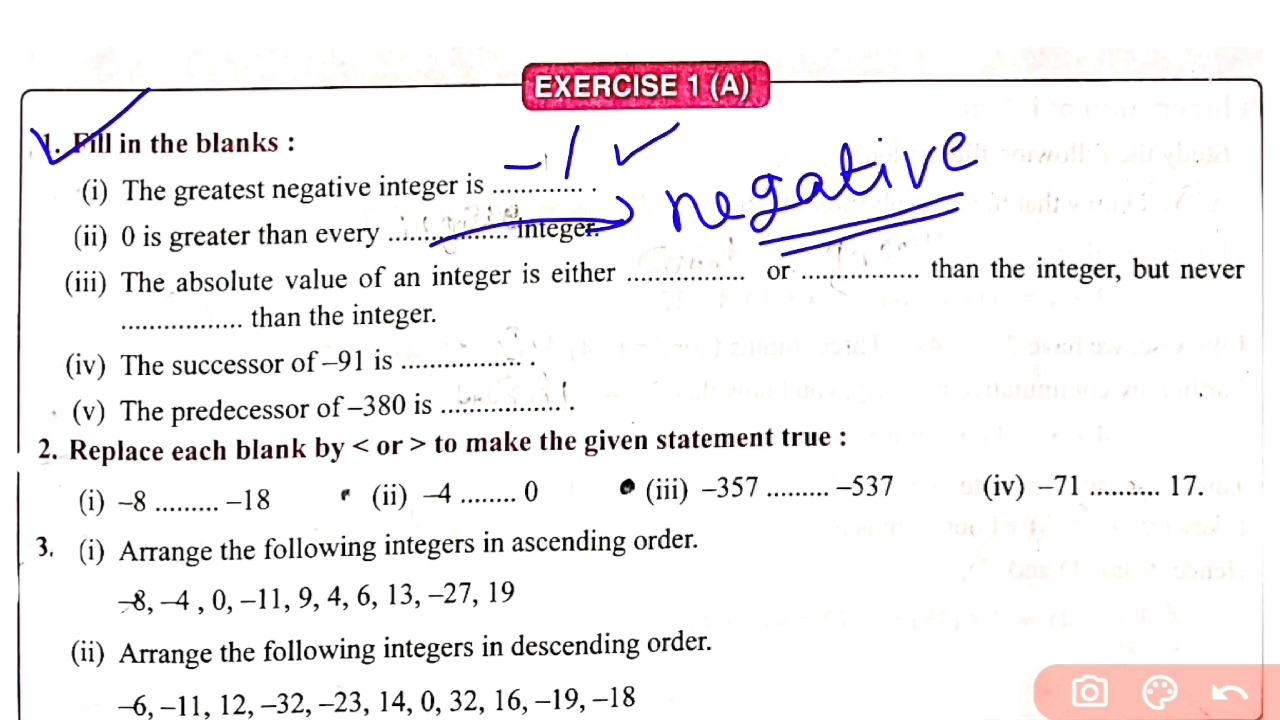 EXERCISE 1 (A)
1. Fill in the blanks :
(i) The greatest negative integer is .............. . -1
(ii) 0 is greater than every .................... integer. negative
(iii) The absolute value of an integer is either ................ or ................ than the integer, but never
................. than the integer.
(iv) The successor of –91 is ................. .
(v) The predecessor of –380 is ................. .
2. Replace each blank by < or > to make the given statement true :
(i) –8 ......... –18 (ii) –4 ........ 0 (iii) –357 ......... –537 (iv) –71 .......... 17.
3. (i) Arrange the following integers in ascending order.
–8, –4 , 0, –11, 9, 4, 6, 13, –27, 19
(ii) Arrange the following integers in descending order.
–6, –11, 12, –32, –23, 14, 0, 32, 16, –19, –18